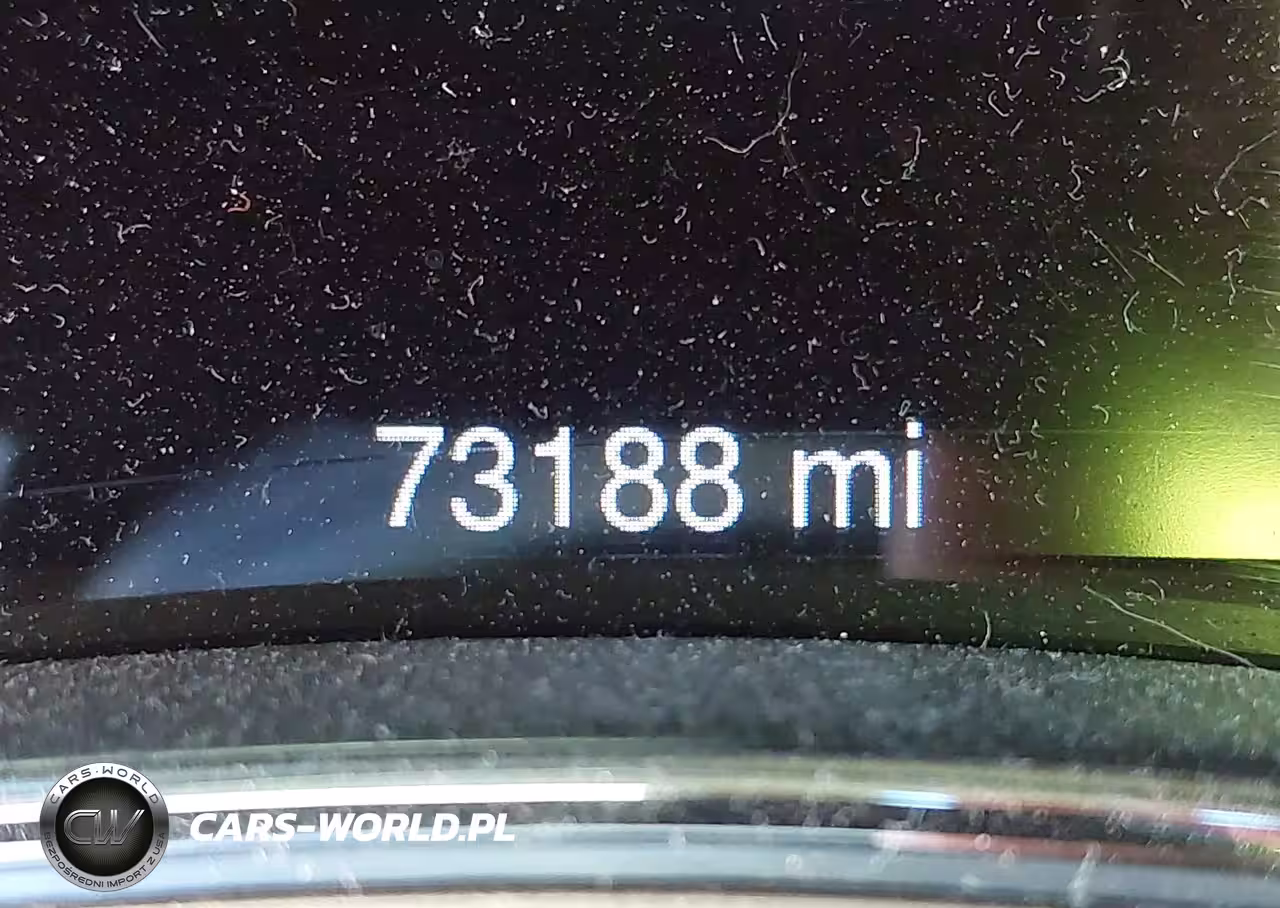 73188 mi
CARS-WORLD
CW
BEZPOŚREDNI IMPORT Z USA
CARS-WORLD.PL